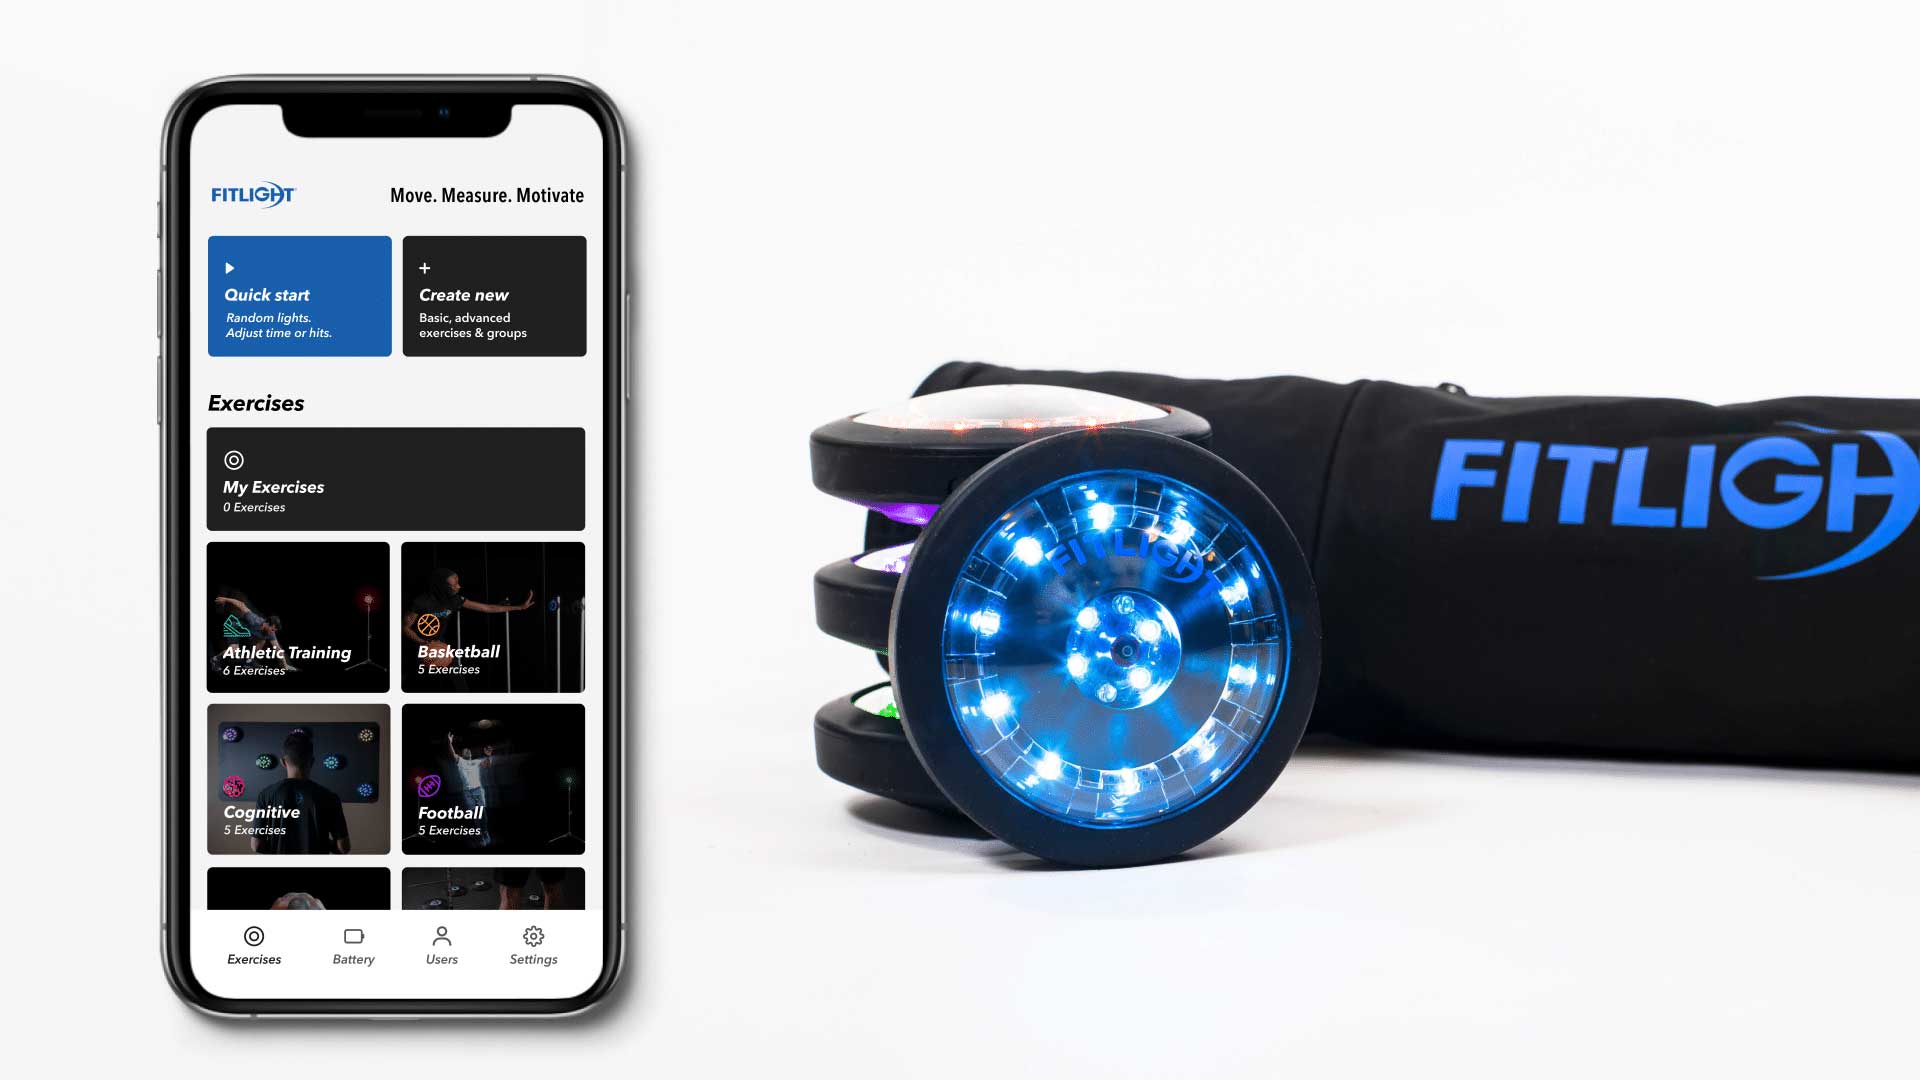 FITLIGHT
Move. Measure. Motivate
Quick start
Random lights.
Adjust time or hits.
Create new
Basic, advanced
exercises & groups
Exercises
My Exercises
0 Exercises
Athletic Training
6 Exercises
Basketball
5 Exercises
Cognitive
5 Exercises
Football
5 Exercises
Exercises
Battery
Users
Settings
FITLIGHT
FITLIGH